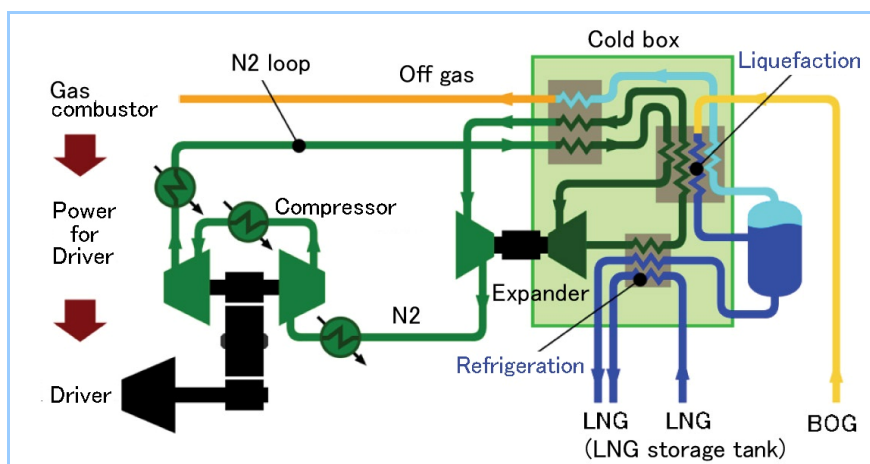 Cold box
N2 loop
Liquefaction
Off gas
Gas
combustor
Power
for
Driver
Compressor
Expander
N2
Refrigeration
Driver
LNG
LNG
BOG
(LNG storage tank)